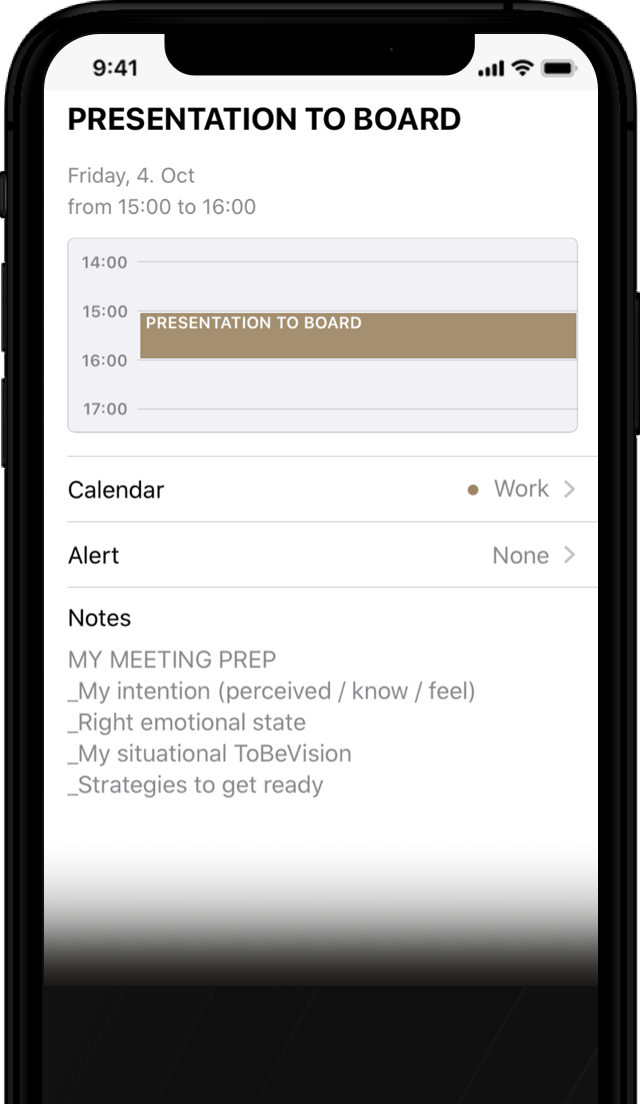 9:41
PRESENTATION TO BOARD
Friday, 4. Oct
from 15:00 to 16:00
14:00
15:00
PRESENTATION TO BOARD
16:00
17:00
Calendar Work
Alert None
Notes
MY MEETING PREP
_My intention (perceived / know / feel)
_Right emotional state
_My situational ToBeVision
_Strategies to get ready